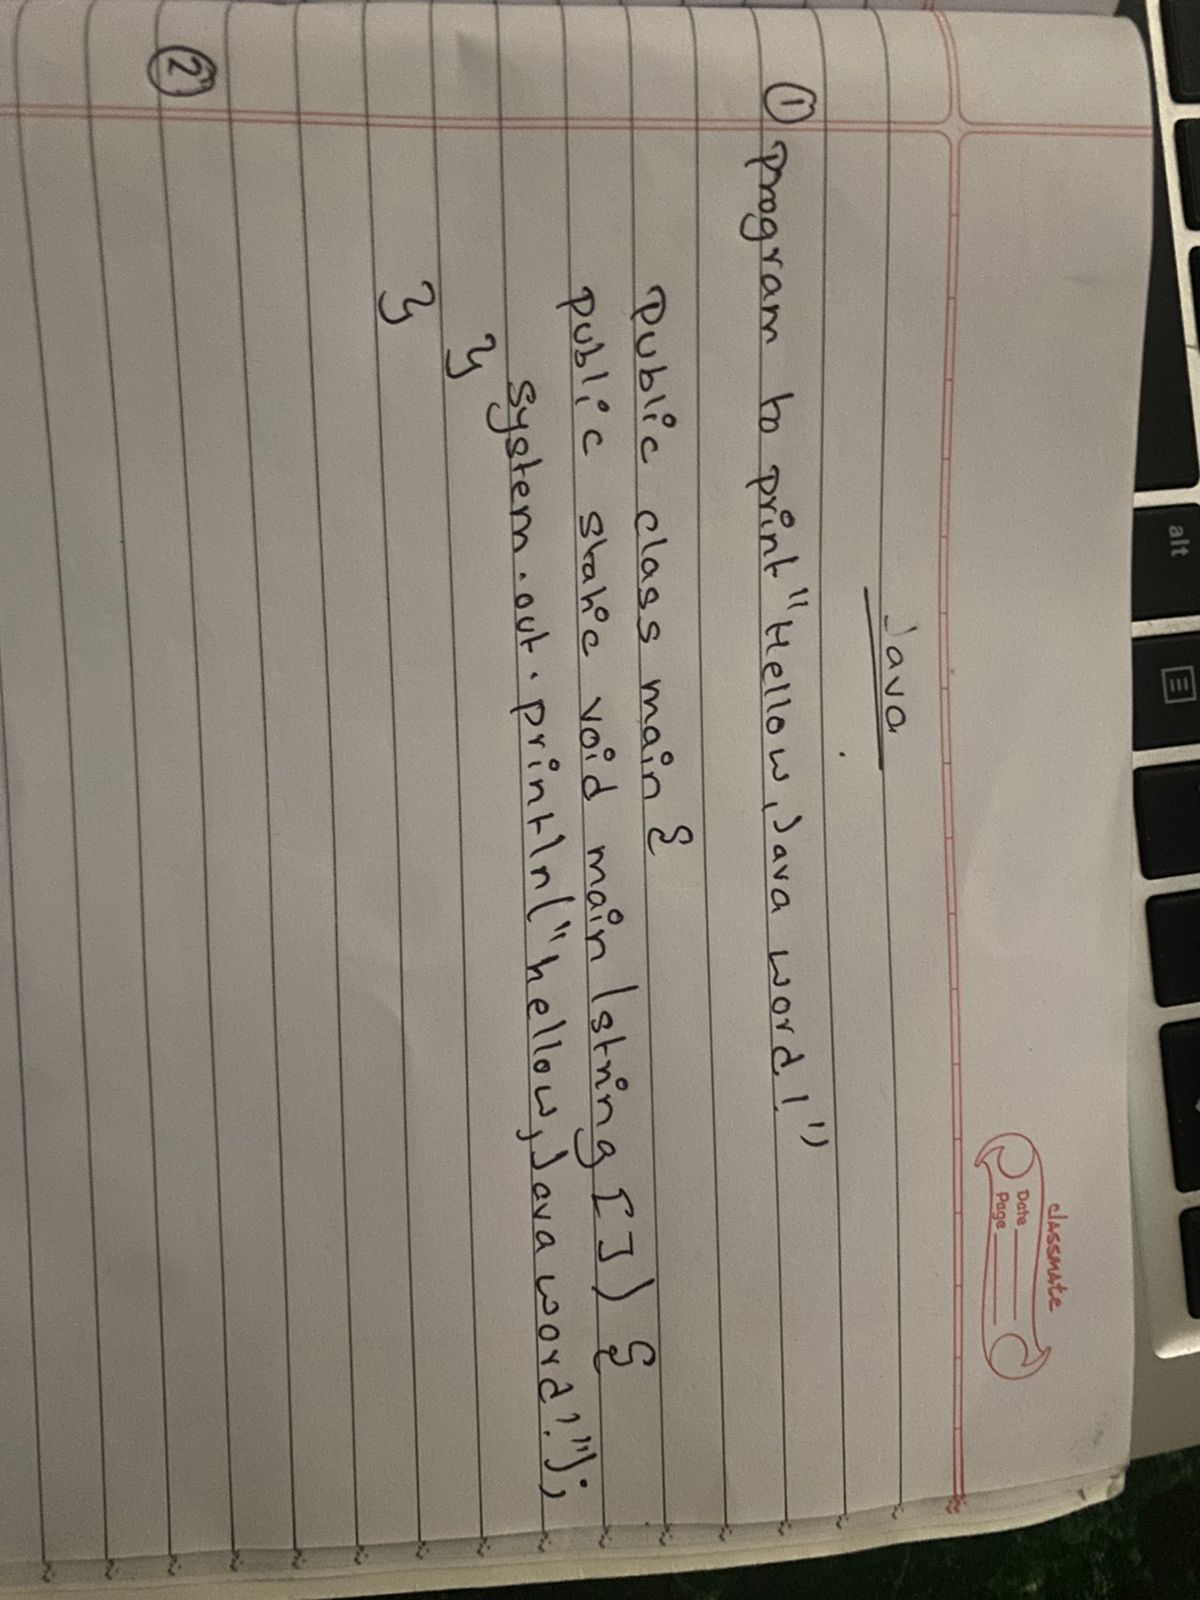 classmate
Date
Page
Java
① Program to print "Hellow, Java word!"
Public class main {
public static void main (string []) {
System.out.println("hellow, Java word!");
}
}
②
alt